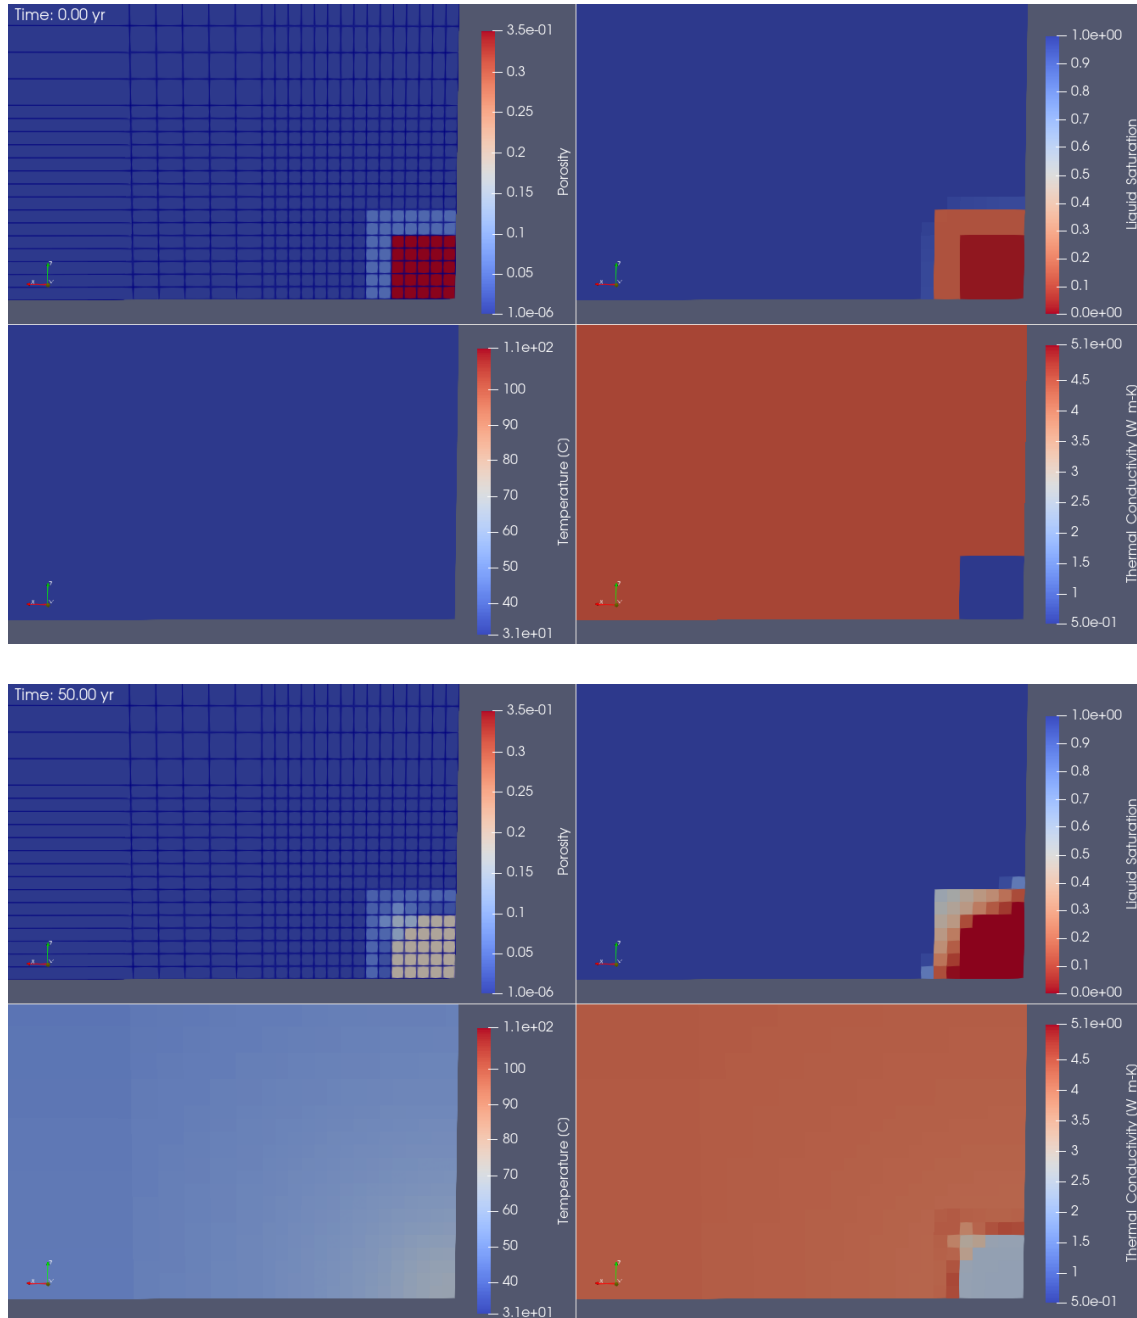 Time: 0.00 yr
3.5e-01
0.3
0.25
0.2
0.15
0.1
0.05
1.0e-06
Porosity
1.0e+00
0.9
0.8
0.7
0.6
0.5
0.4
0.3
0.2
0.1
0.0e+00
Liquid Saturation
1.1e+02
100
90
80
70
60
50
40
3.1e+01
Temperature (C)
5.1e+00
4.5
4
3.5
3
2.5
2
1.5
1
5.0e-01
Thermal Conductivity (W m-K)
Time: 50.00 yr
3.5e-01
0.3
0.25
0.2
0.15
0.1
0.05
1.0e-06
Porosity
1.0e+00
0.9
0.8
0.7
0.6
0.5
0.4
0.3
0.2
0.1
0.0e+00
Liquid Saturation
1.1e+02
100
90
80
70
60
50
40
3.1e+01
Temperature (C)
5.1e+00
4.5
4
3.5
3
2.5
2
1.5
1
5.0e-01
Thermal Conductivity (W m-K)